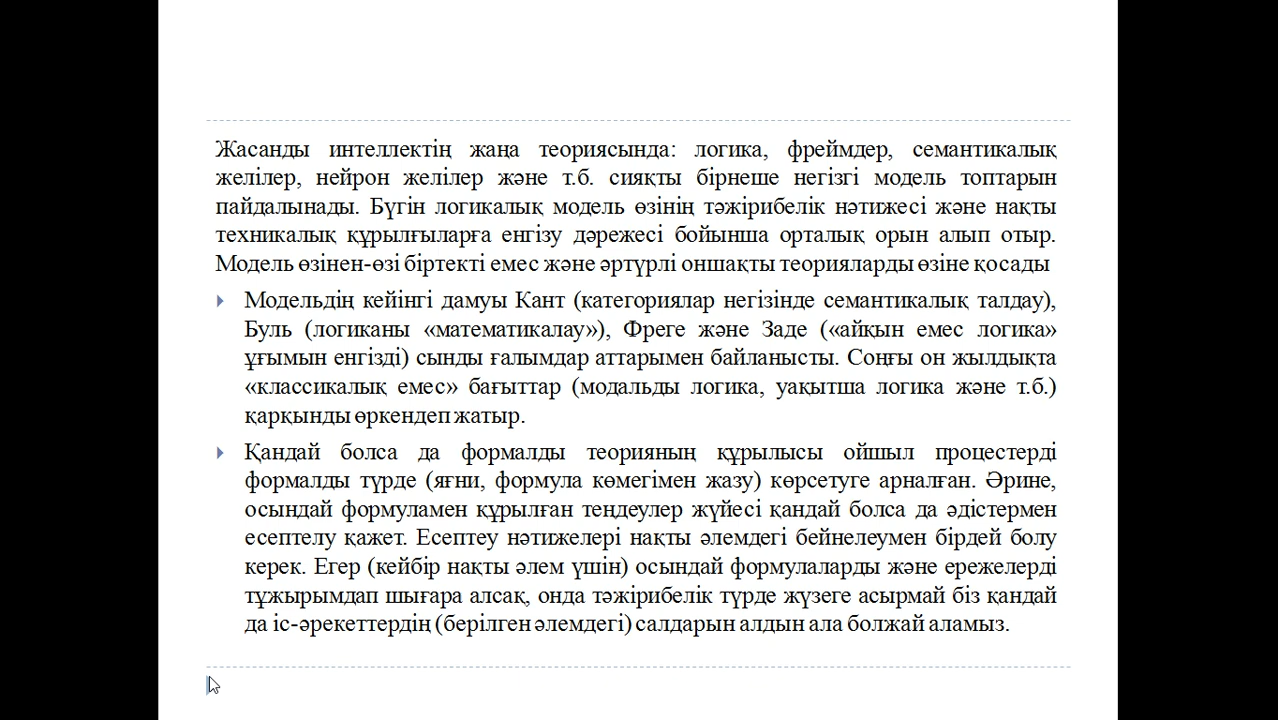 Жасанды интеллектің жаңа теориясында: логика, фреймдер, семантикалық
желілер, нейрон желілер және т.б. сияқты бірнеше негізгі модель топтарын
пайдалынады. Бүгін логикалық модель өзінің тәжірибелік нәтижесі және нақты
техникалық құрылғыларға енгізу дәрежесі бойынша орталық орын алып отыр.
Модель өзінен-өзі біртекті емес және әртүрлі оншақты теорияларды өзіне қосады
Модельдің кейінгі дамуы Кант (категориялар негізінде семантикалық талдау),
Буль (логиканы «математикалау»), Фреге және Заде («айқын емес логика»
ұғымын енгізді) сынды ғалымдар аттарымен байланысты. Соңғы он жылдықта
«классикалық емес» бағыттар (модальды логика, уақытша логика және т.б.)
қарқынды өркендеп жатыр.
Қандай болса да формалды теорияның құрылысы ойшыл процестерді
формалды түрде (яғни, формула көмегімен жазу) көрсетуге арналған. Әрине,
осындай формуламен құрылған теңдеулер жүйесі қандай болса да әдістермен
есептелу қажет. Есептеу нәтижелері нақты әлемдегі бейнелеумен бірдей болу
керек. Егер (кейбір нақты әлем үшін) осындай формулаларды және ережелерді
тұжырымдап шығара алсақ, онда тәжірибелік түрде жүзеге асырмай біз қандай
да іс-әрекеттердің (берілген әлемдегі) салдарын алдын ала болжай аламыз.